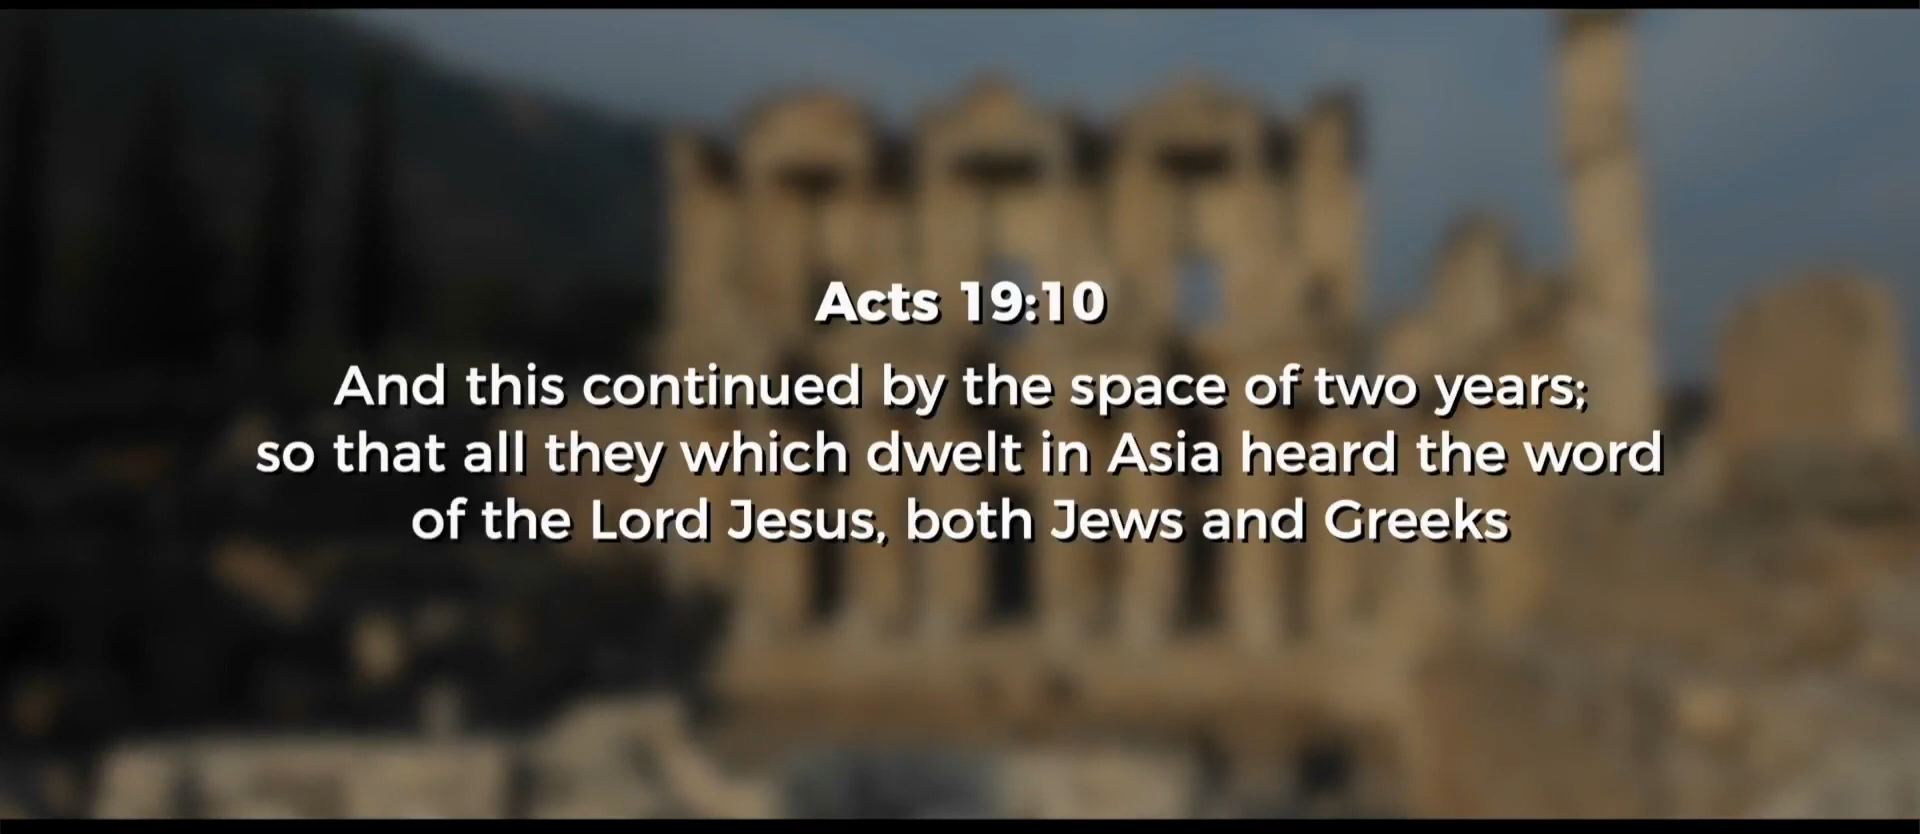 Acts 19:10
And this continued by the space of two years;
so that all they which dwelt in Asia heard the word
of the Lord Jesus, both Jews and Greeks